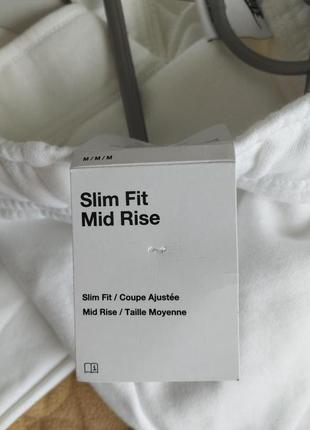 M / M / M
Slim Fit
Mid Rise
Slim Fit / Coupe Ajustée
Mid Rise / Taille Moyenne